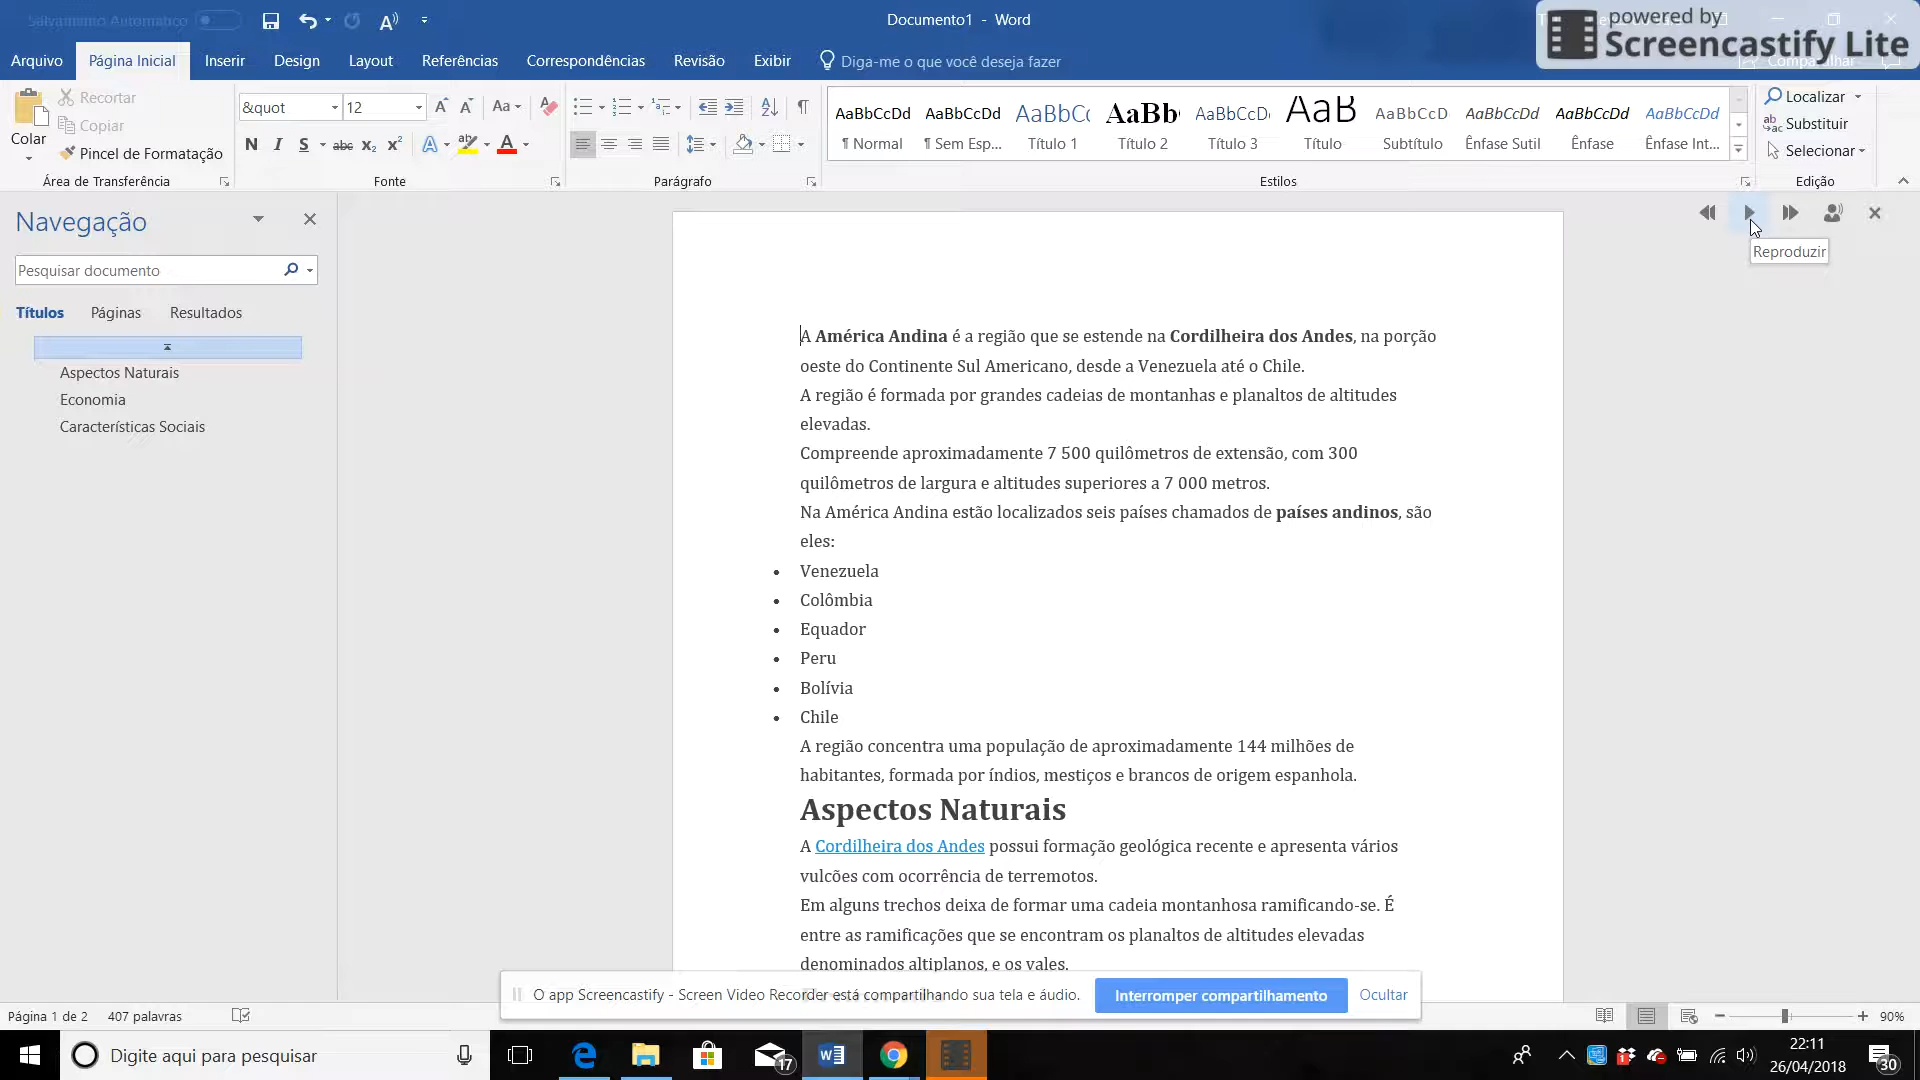 Salvamento Automático
Documento1 - Word
powered by
Screencastify Lite
Arquivo
Página Inicial
Inserir
Design
Layout
Referências
Correspondências
Revisão
Exibir
Diga-me o que você deseja fazer
Compartilhar
Colar
Recortar
Copiar
Pincel de Formatação
Área de Transferência
&quot
12
Aa
N I S abc x₂ x²
Fonte
Parágrafo
AaBbCcDd AaBbCcDd AaBbC AaBb AaBbCcD AaB AaBbCcD AaBbCcDd AaBbCcDd AaBbCcDd
¶ Normal ¶ Sem Esp... Título 1 Título 2 Título 3 Título Subtítulo Ênfase Sutil Ênfase Ênfase Int...
Estilos
Localizar
Substituir
Selecionar
Edição
Reproduzir
Navegação
Pesquisar documento
Títulos Páginas Resultados
Aspectos Naturais
Economia
Características Sociais
A América Andina é a região que se estende na Cordilheira dos Andes, na porção
oeste do Continente Sul Americano, desde a Venezuela até o Chile.
A região é formada por grandes cadeias de montanhas e planaltos de altitudes
elevadas.
Compreende aproximadamente 7 500 quilômetros de extensão, com 300
quilômetros de largura e altitudes superiores a 7 000 metros.
Na América Andina estão localizados seis países chamados de países andinos, são
eles:
• Venezuela
• Colômbia
• Equador
• Peru
• Bolívia
• Chile
A região concentra uma população de aproximadamente 144 milhões de
habitantes, formada por índios, mestiços e brancos de origem espanhola.
Aspectos Naturais
A Cordilheira dos Andes possui formação geológica recente e apresenta vários
vulcões com ocorrência de terremotos.
Em alguns trechos deixa de formar uma cadeia montanhosa ramificando-se. É
entre as ramificações que se encontram os planaltos de altitudes elevadas
denominados altiplanos, e os vales.
O app Screencastify - Screen Video Recorder está compartilhando sua tela e áudio.
Interromper compartilhamento
Ocultar
Página 1 de 2
407 palavras
90%
Digite aqui para pesquisar
17
22:11
26/04/2018
30